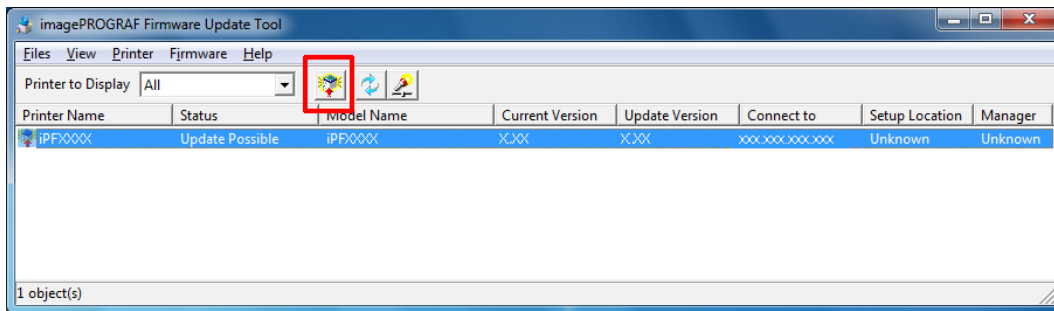 imagePROGRAF Firmware Update Tool
Files View Printer Firmware Help
Printer to Display All
Printer Name Status Model Name Current Version Update Version Connect to Setup Location Manager
iPFXXXX Update Possible iPFXXXX X.XX X.XX xxx.xxx.xxx.xxx Unknown Unknown
1 object(s)